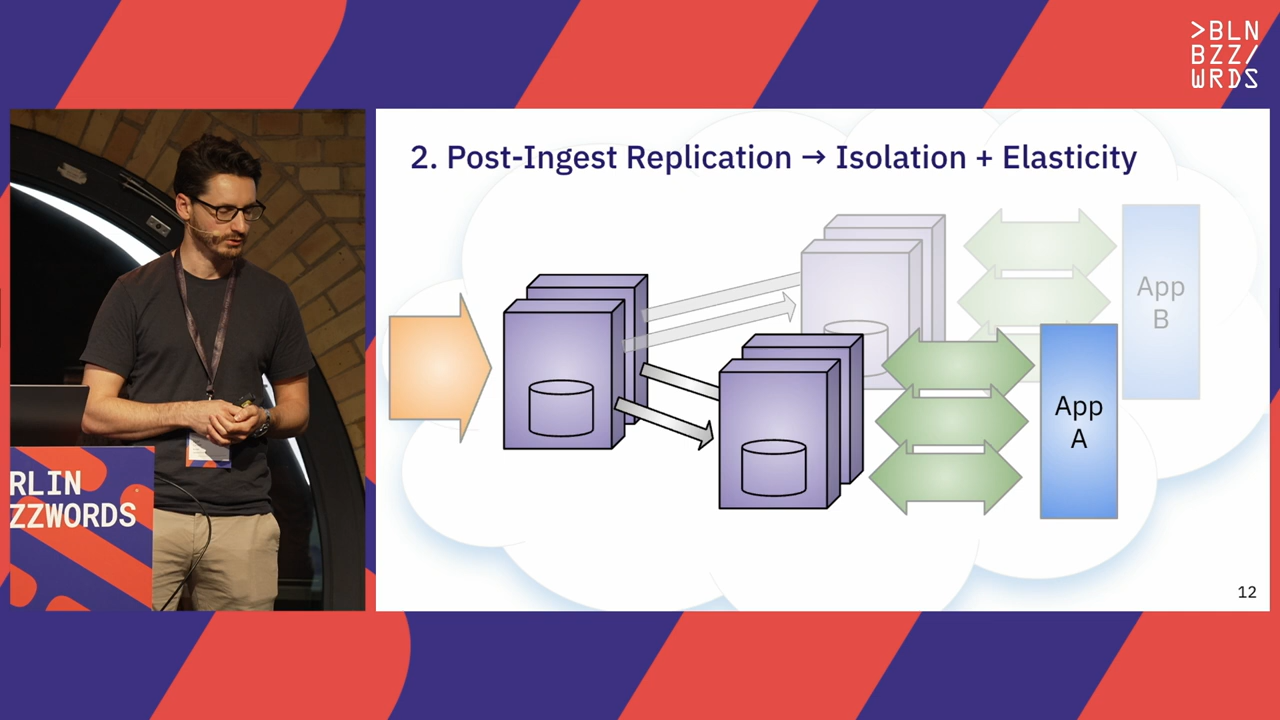 >BLN
BZZ/
WRDS
2. Post-Ingest Replication → Isolation + Elasticity
App
B
App
A
RLIN
ZZWORDS
12